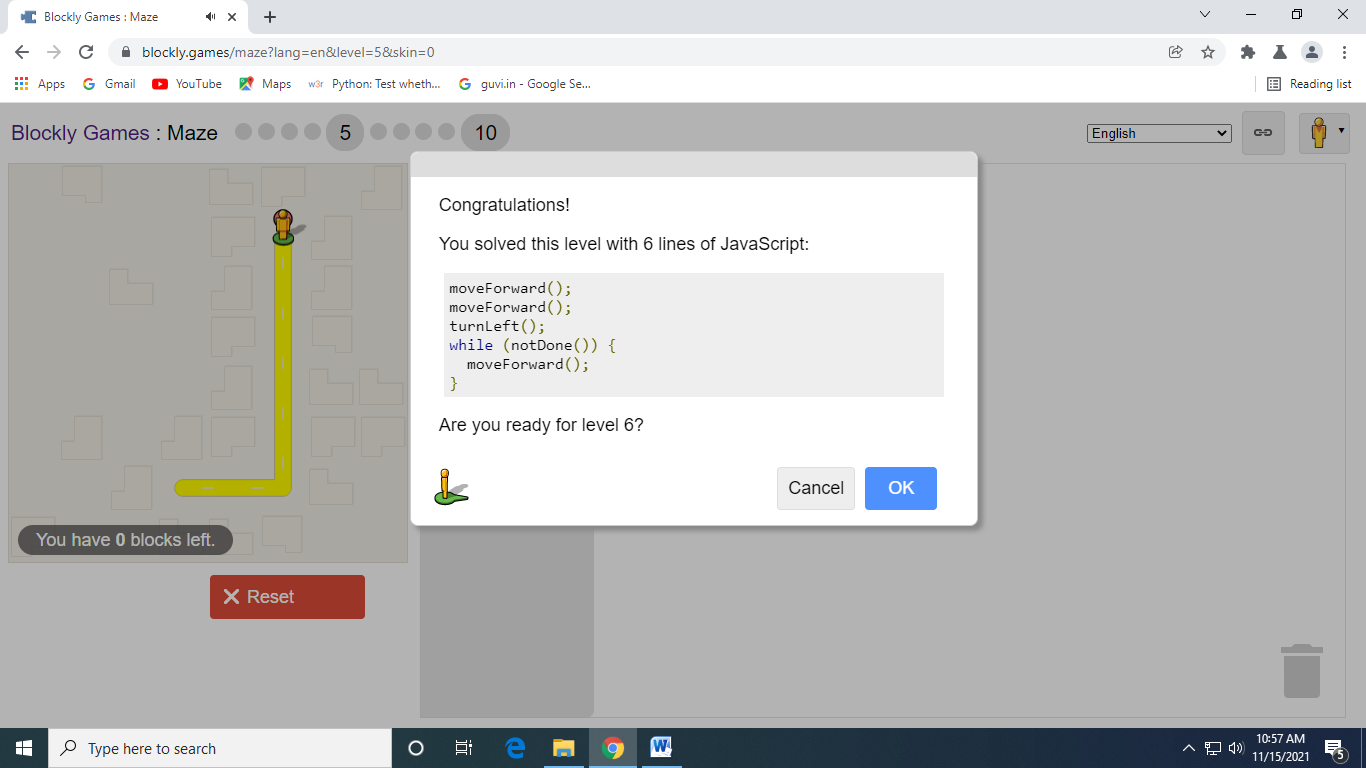 Blockly Games : Maze
blockly.games/maze?lang=en&level=5&skin=0
Apps
Gmail
YouTube
Maps
w3r Python: Test wheth...
guvi.in - Google Se...
Reading list
Blockly Games : Maze
5
10
English
Congratulations!
You solved this level with 6 lines of JavaScript:
moveForward();
moveForward();
turnLeft();
while (notDone()) {
  moveForward();
}
Are you ready for level 6?
Cancel
OK
You have 0 blocks left.
Reset
Type here to search
10:57 AM
11/15/2021
5